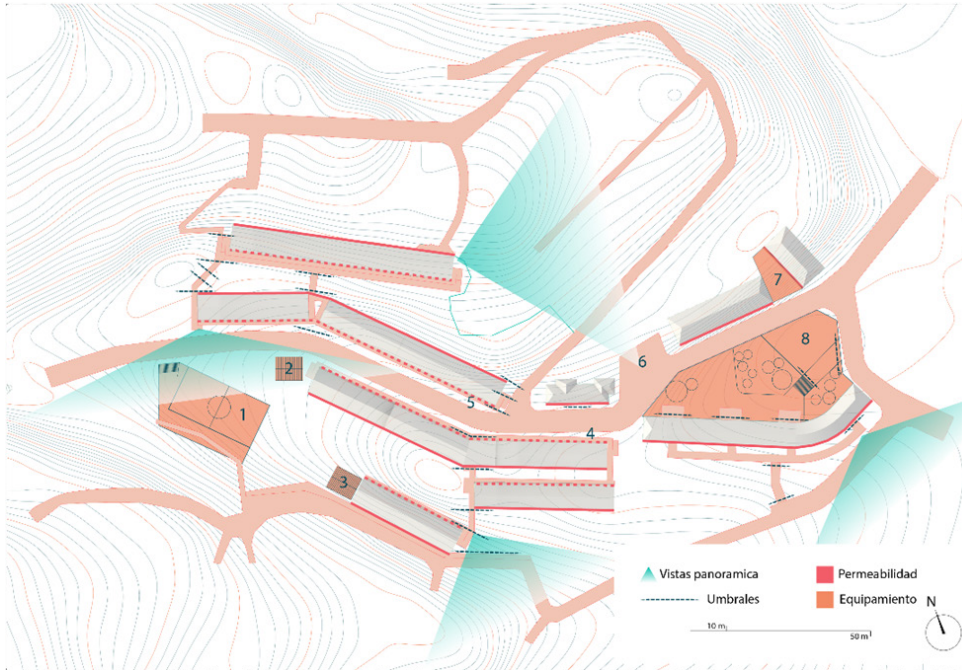 7
8
6
2
1
5
4
3
Vistas panoramica
Permeabilidad
Umbrales
Equipamiento
N
10 m
50 m